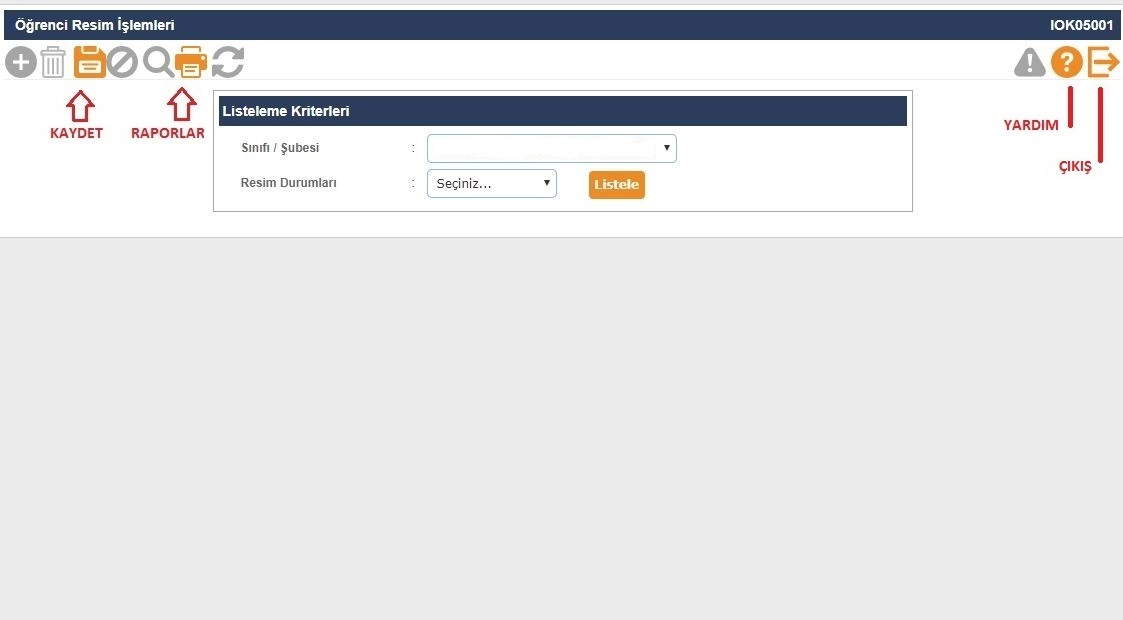 Öğrenci Resim İşlemleri IOK05001
KAYDET
RAPORLAR
YARDIM
ÇIKIŞ
Listeleme Kriterleri
Sınıfı / Şubesi :
Resim Durumları : Seçiniz... Listele